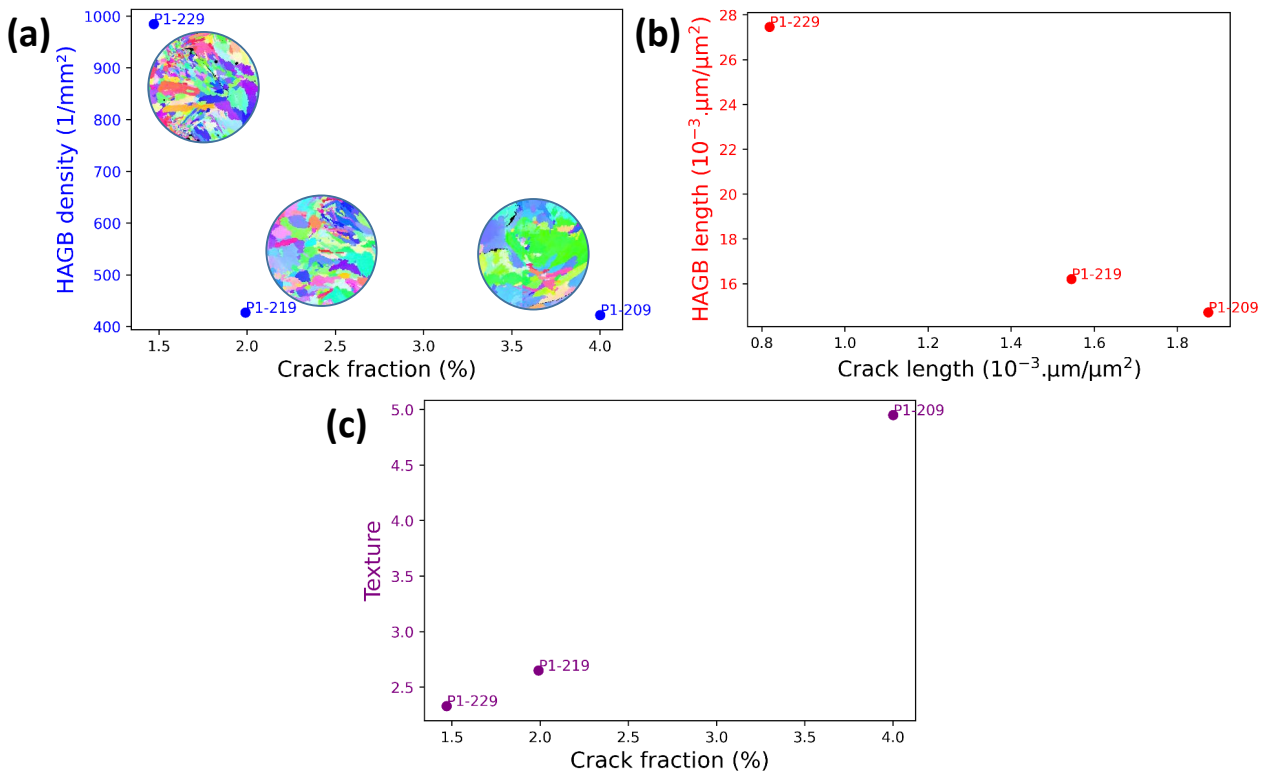 (a)
HAGB density (1/mm²)
1000
900
800
700
600
500
400
P1-229
P1-219
P1-209
1.5 2.0 2.5 3.0 3.5 4.0
Crack fraction (%)
(b)
HAGB length (10⁻³.µm/µm²)
28
26
24
22
20
18
16
P1-229
P1-219
P1-209
0.8 1.0 1.2 1.4 1.6 1.8
Crack length (10⁻³.µm/µm²)
(c)
Texture
5.0
4.5
4.0
3.5
3.0
2.5
P1-209
P1-219
P1-229
1.5 2.0 2.5 3.0 3.5 4.0
Crack fraction (%)